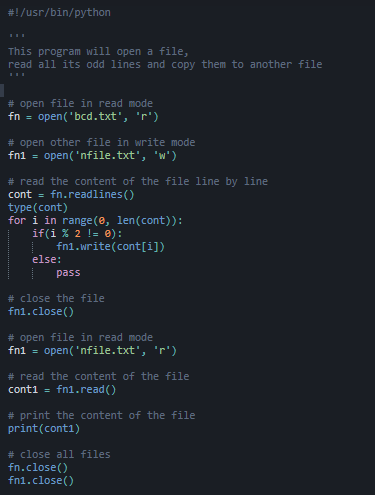 #!/usr/bin/python
'''
This program will open a file,
read all its odd lines and copy them to another file
'''
# open file in read mode
fn = open('bcd.txt', 'r')
# open other file in write mode
fn1 = open('nfile.txt', 'w')
# read the content of the file line by line
cont = fn.readlines()
type(cont)
for i in range(0, len(cont)):
    if(i % 2 != 0):
        fn1.write(cont[i])
    else:
        pass
# close the file
fn1.close()
# open file in read mode
fn1 = open('nfile.txt', 'r')
# read the content of the file
cont1 = fn1.read()
# print the content of the file
print(cont1)
# close all files
fn.close()
fn1.close()